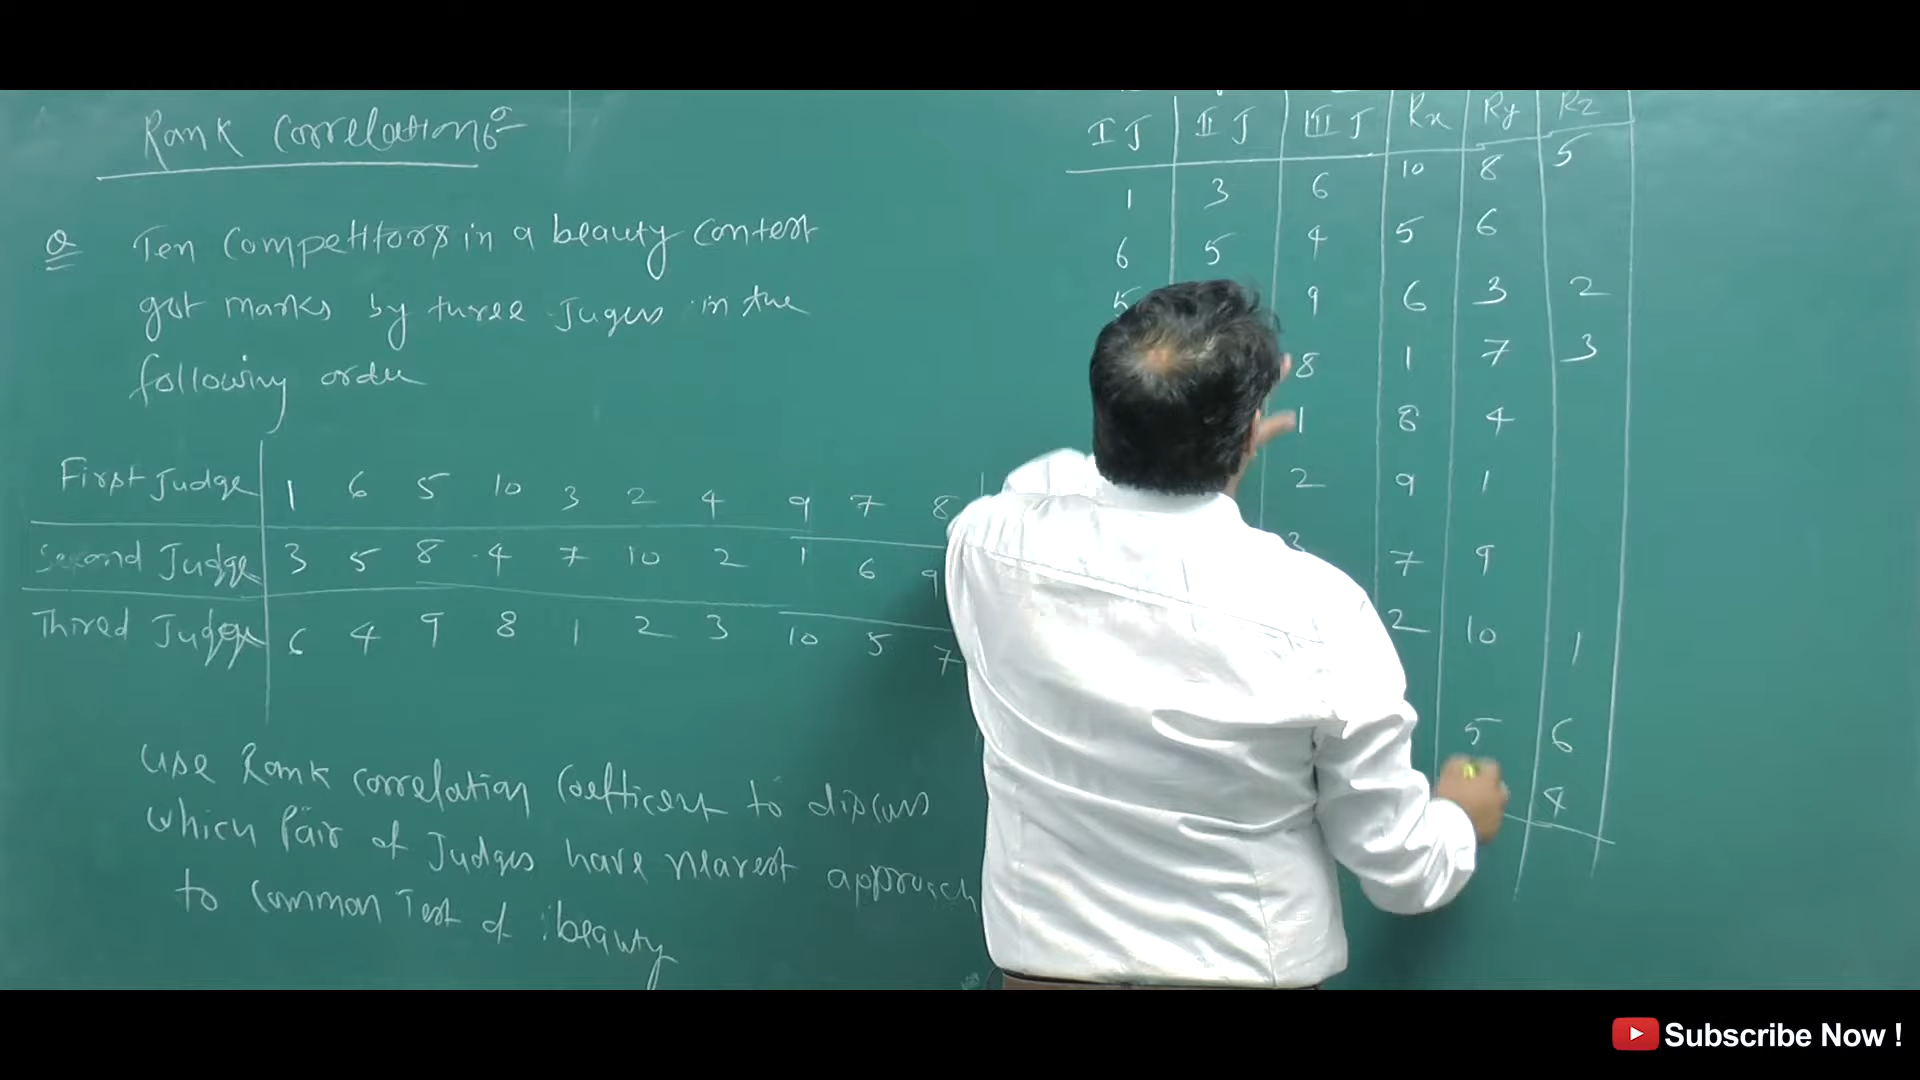 Rank Correlation:-
Q Ten Competitors in a beauty contest
got marks by three Juges in the
following order
First Judge 1 6 5 10 3 2 4 9 7 8
Second Judge 3 5 8 4 7 10 2 1 6 9
Thired Judge 6 4 9 8 1 2 3 10 5 7
use Rank correlation Coefficent to discuss
which Pair of Judges have nearest approach
to Common Test of beauty
I J II J III J Rx Ry Rz
1 3 6 10 8 5
6 5 4 5 6
5 9 6 3 2
8 1 7 3
1 8 4
2 9 1
3 7 9
2 10 1
5 6
4
Subscribe Now !